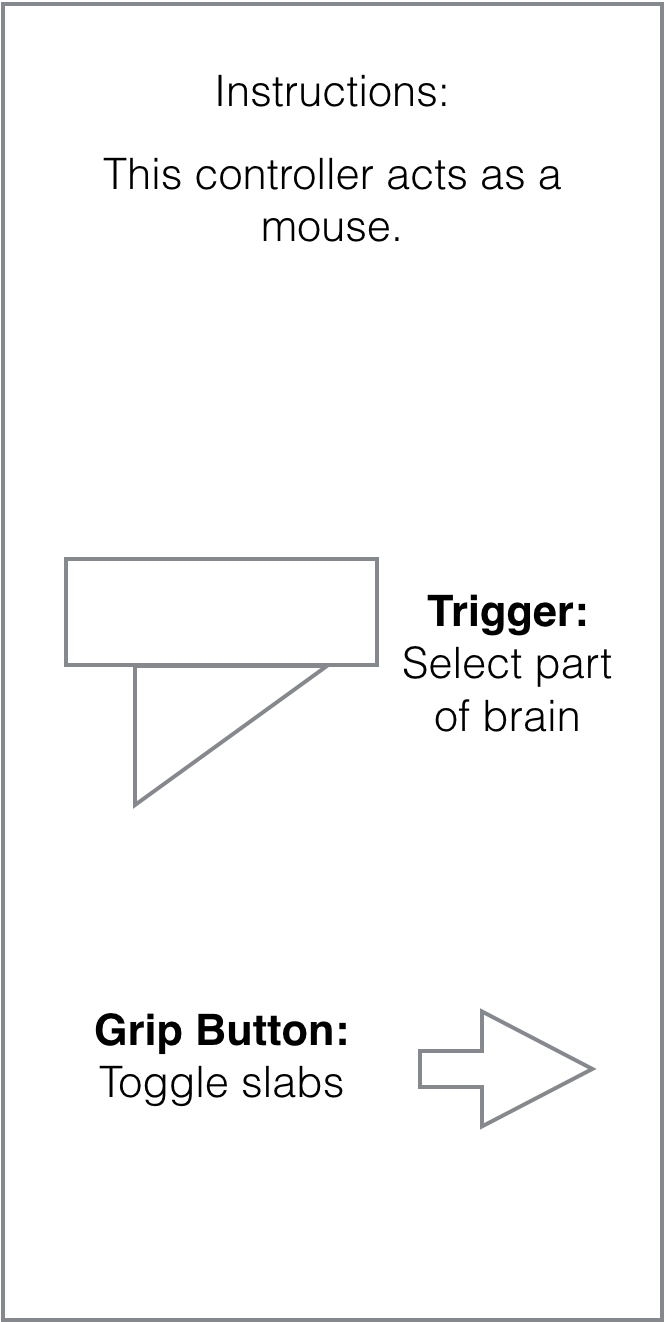 Instructions:
This controller acts as a
mouse.
Trigger:
Select part
of brain
Grip Button:
Toggle slabs